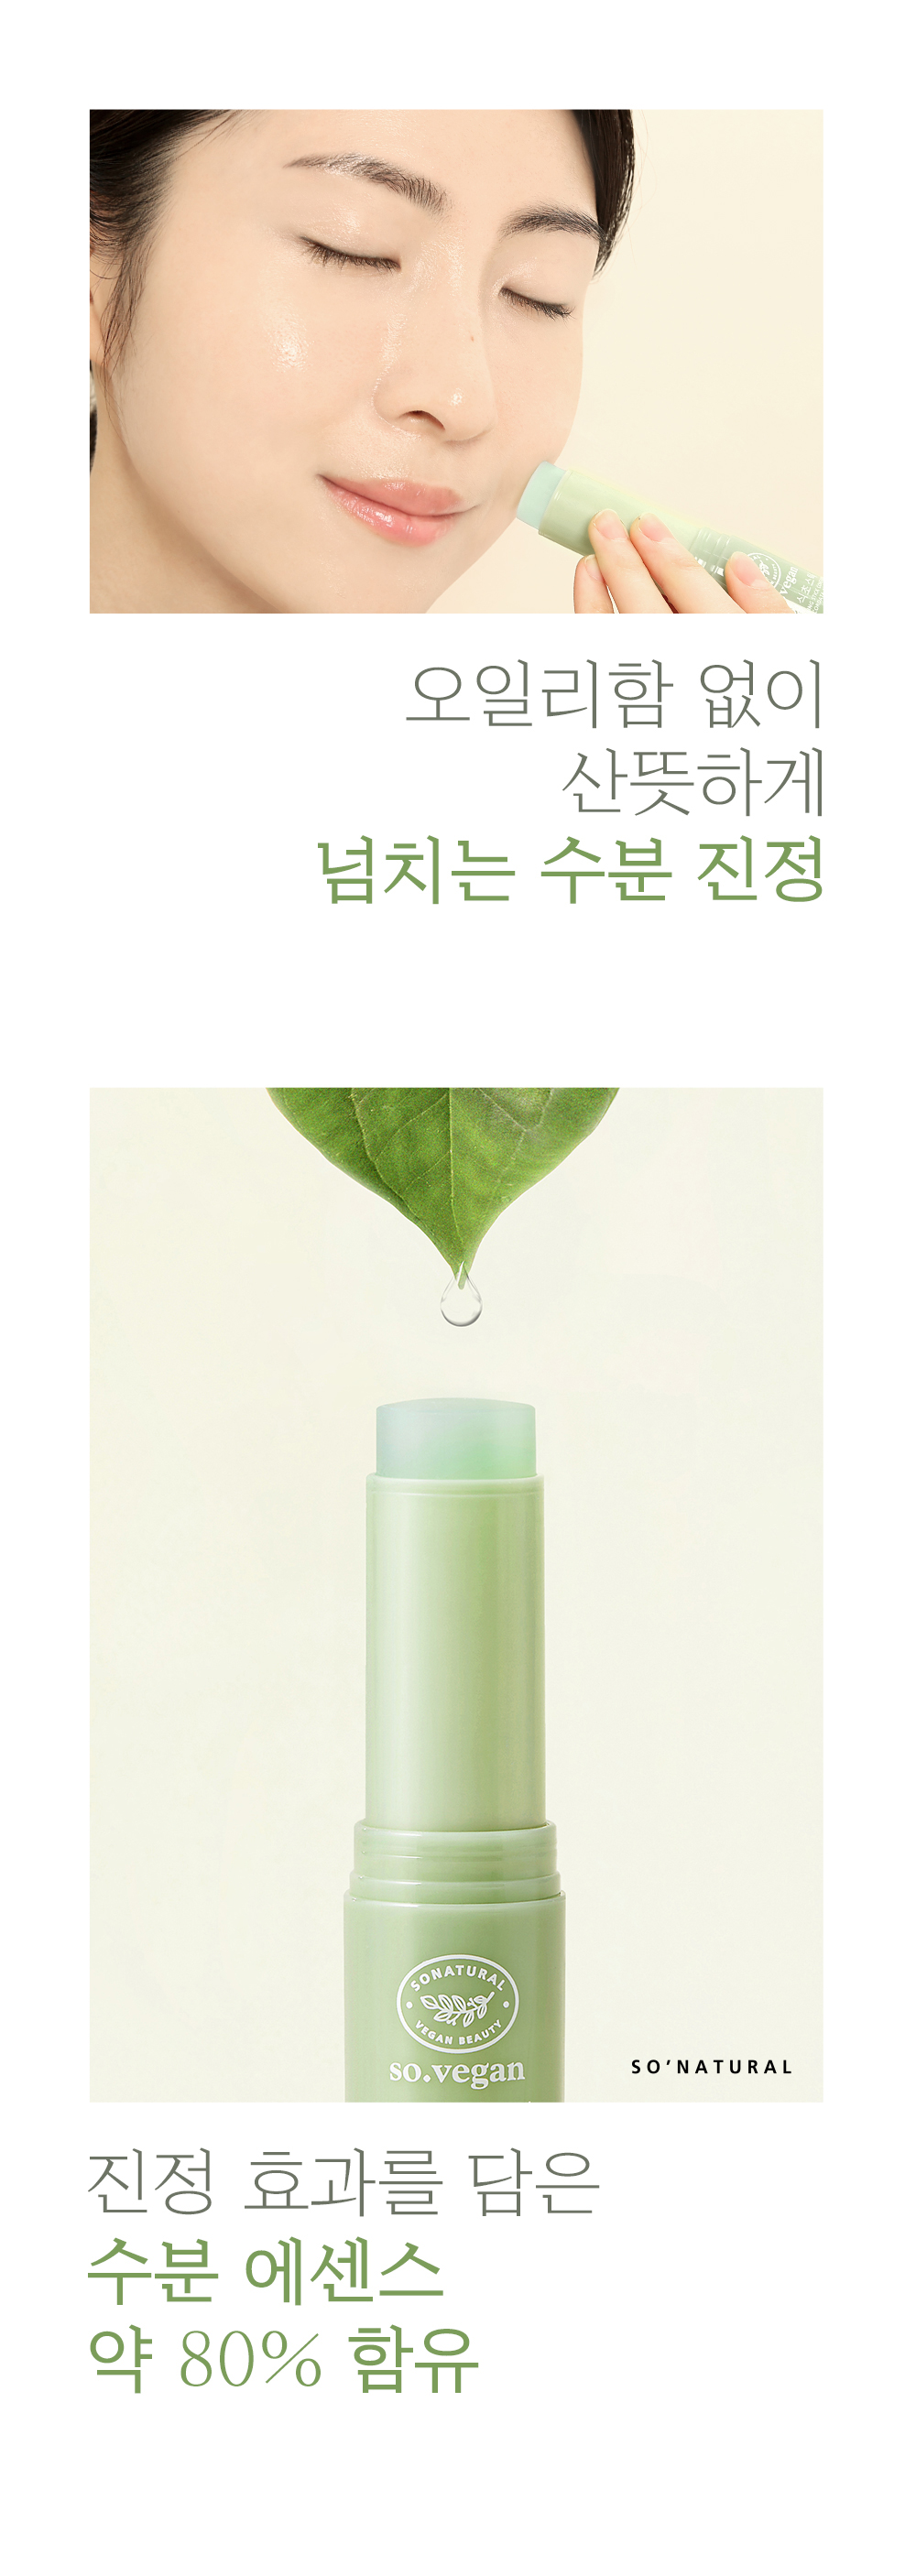 so.vegan
오일리함 없이
산뜻하게
넘치는 수분 진정
SONATURAL
VEGAN BEAUTY
so.vegan
SO'NATURAL
진정 효과를 담은
수분 에센스
약 80% 함유